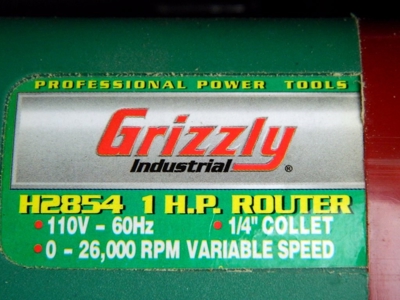 PROFESSIONAL POWER TOOLS
Grizzly
Industrial ®
H2854 1 H.P. ROUTER
• 110V – 60Hz • 1/4" COLLET
• 0 - 26,000 RPM VARIABLE SPEED